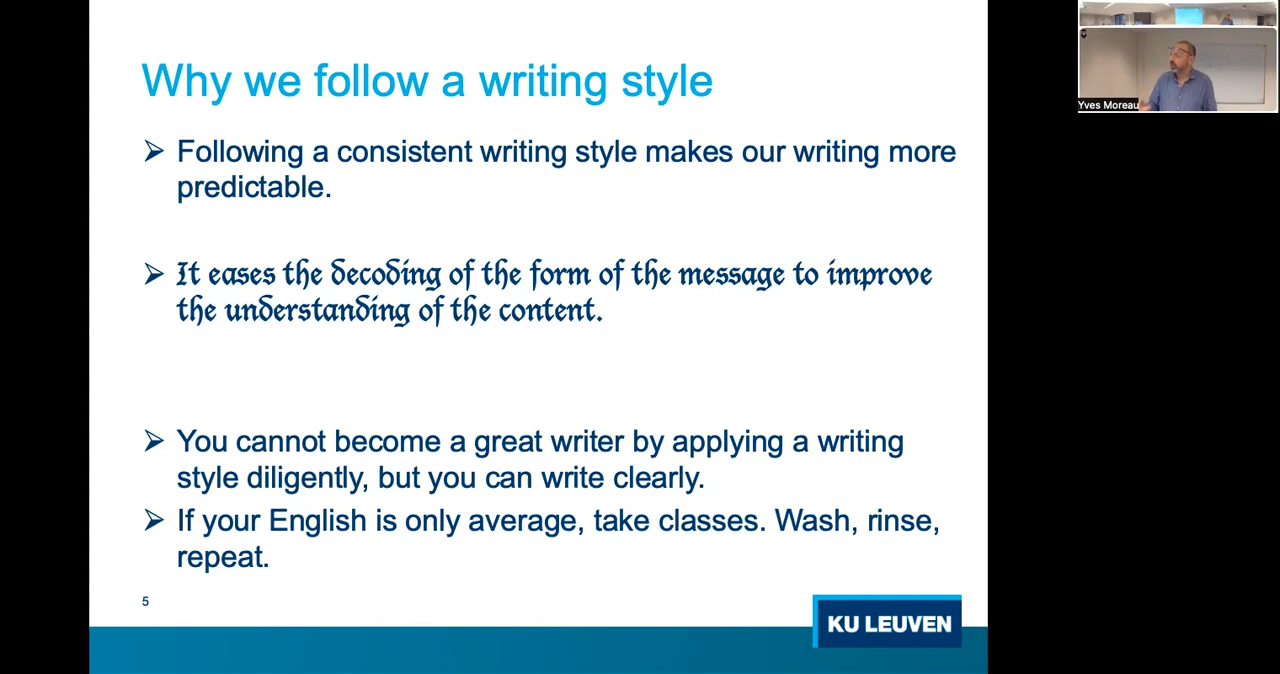 Why we follow a writing style
Following a consistent writing style makes our writing more
predictable.
It eases the decoding of the form of the message to improve
the understanding of the content.
You cannot become a great writer by applying a writing
style diligently, but you can write clearly.
If your English is only average, take classes. Wash, rinse,
repeat.
5
KU LEUVEN
Yves Moreau